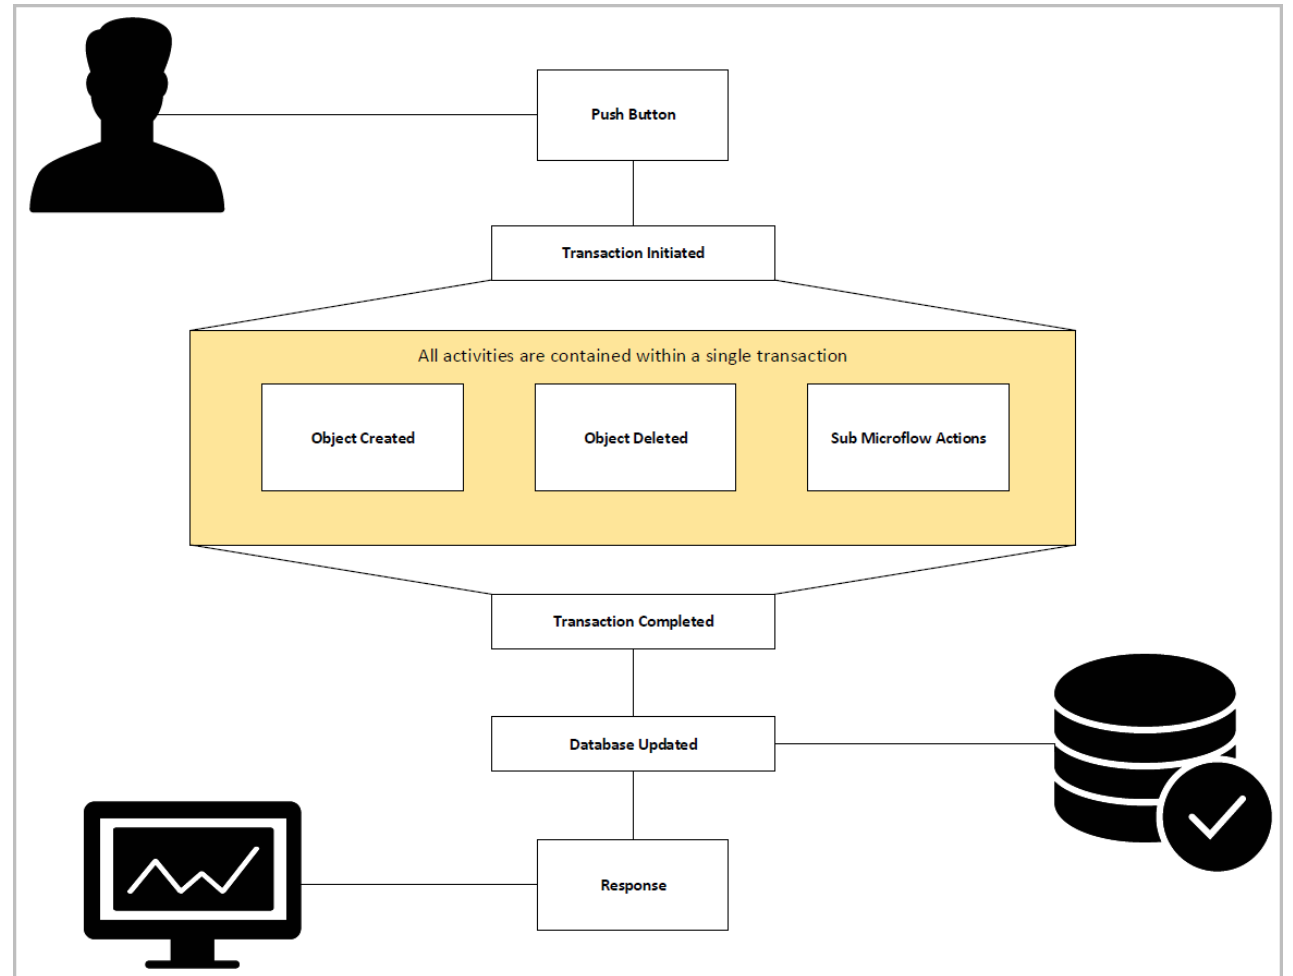 Push Button
Transaction Initiated
All activities are contained within a single transaction
Object Created
Object Deleted
Sub Microflow Actions
Transaction Completed
Database Updated
Response